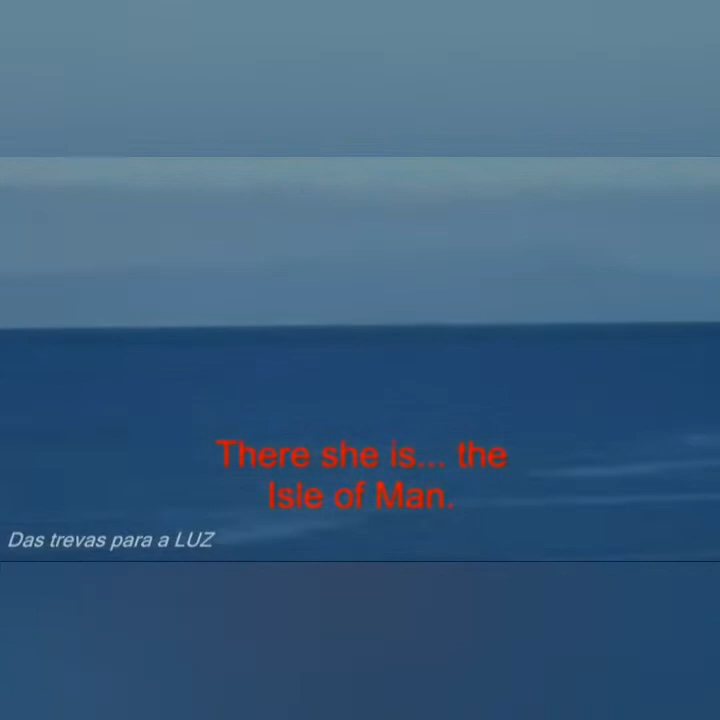 There she is... the
Isle of Man.
Das trevas para a LUZ